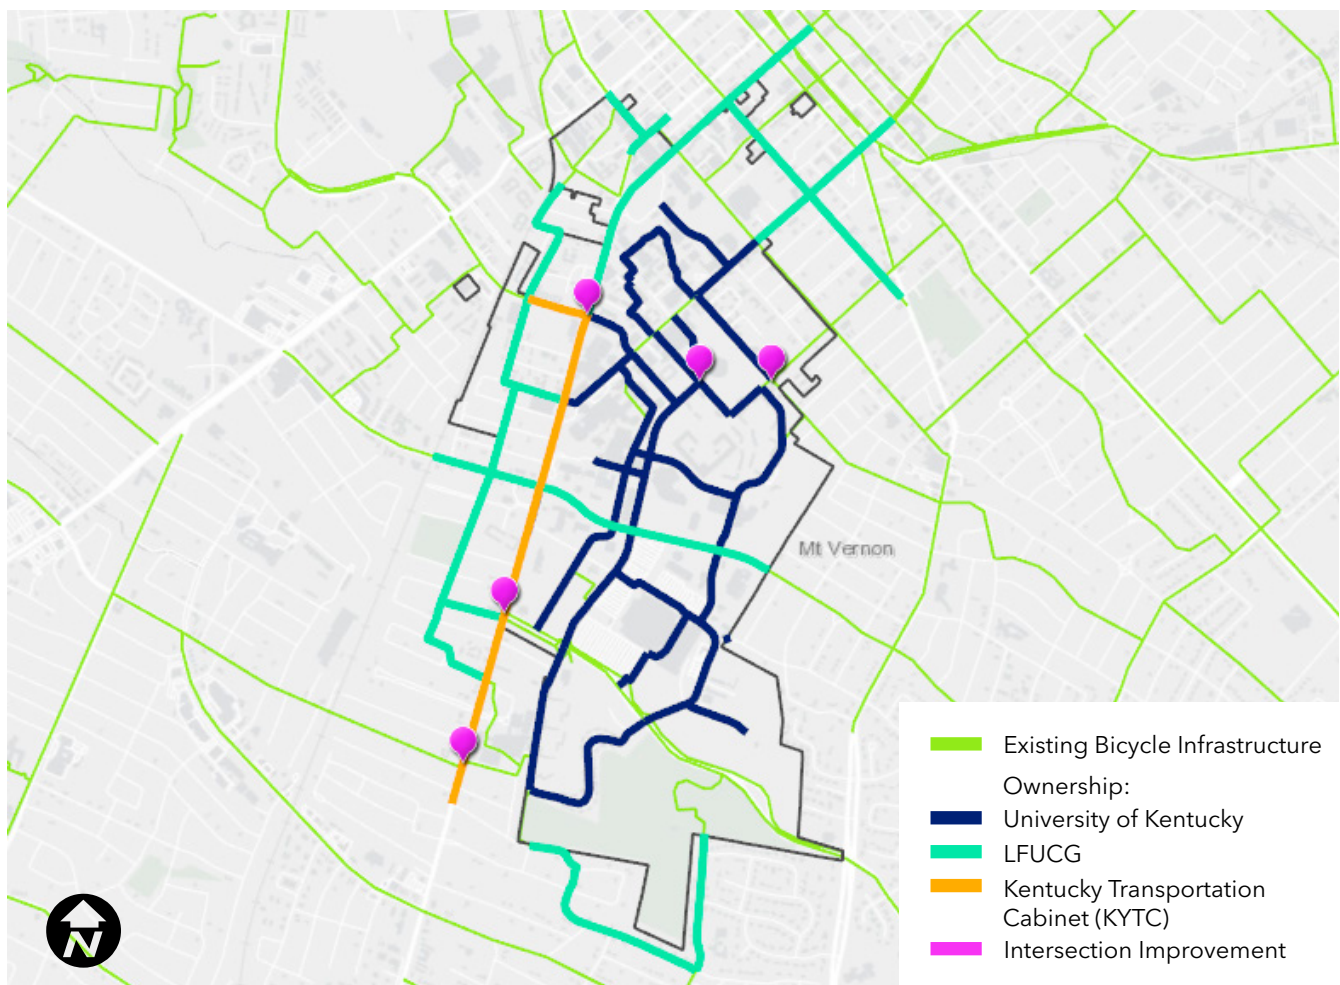 Mt Vernon
Existing Bicycle Infrastructure
Ownership:
University of Kentucky
LFUCG
Kentucky Transportation
Cabinet (KYTC)
Intersection Improvement
N